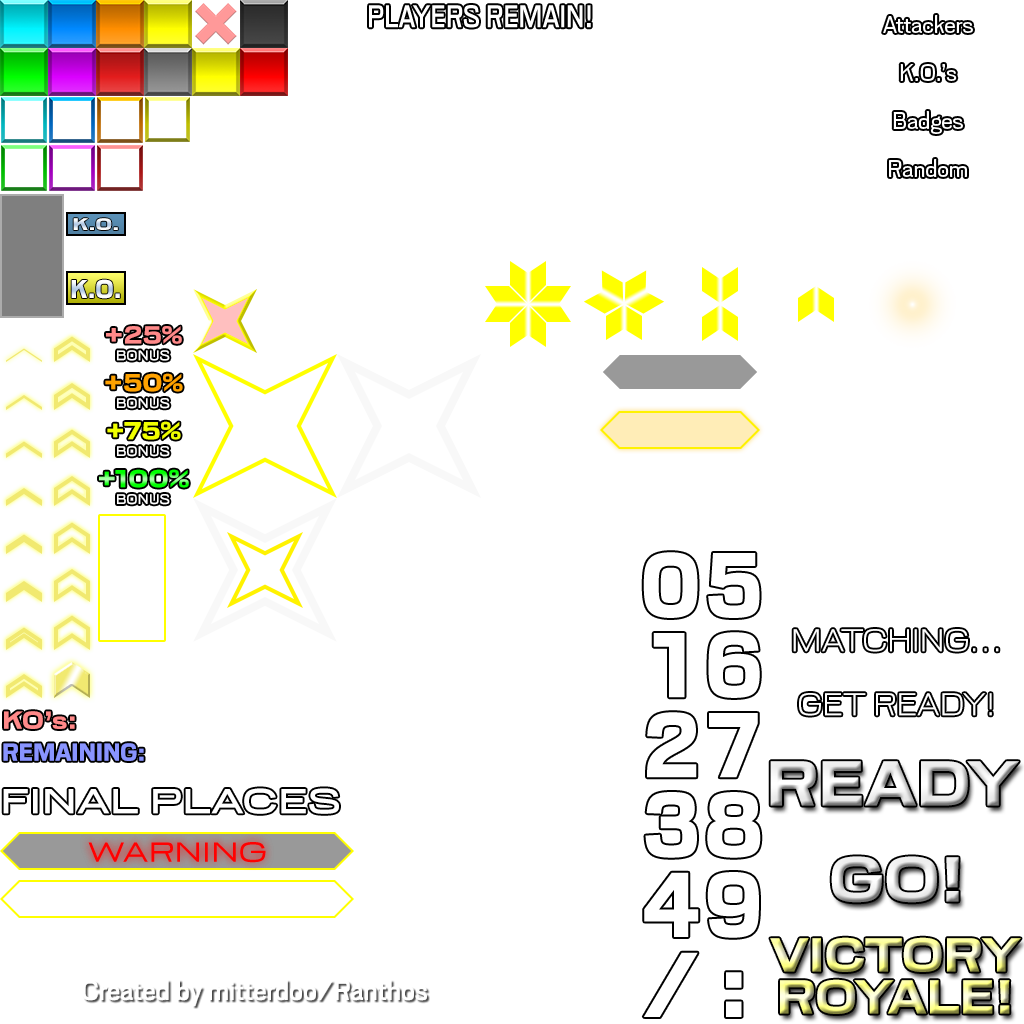 PLAYERS REMAIN!
Attackers
K.O.'s
Badges
Random
K.O.
K.O.
+25%
BONUS
+50%
BONUS
+75%
BONUS
+100%
BONUS
05
16
27
38
49
/:
MATCHING...
GET READY!
READY
GO!
VICTORY
ROYALE!
KO's:
REMAINING:
FINAL PLACES
WARNING
Created by mitterdoo/Ranthos